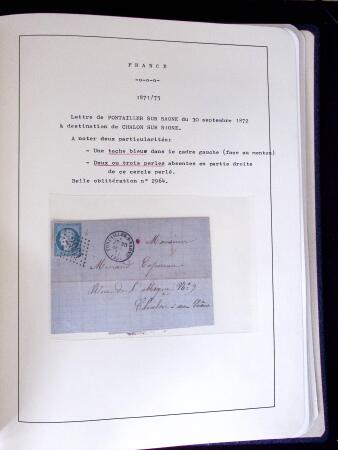 FRANCE
-o-o-o-
1871/75
Lettre de PONTAILLER SUR SAONE du 30 septembre 1872
à destination de CHALON SUR SAONE.
A noter deux particularités:
- Une tache bleue dans le cadre gauche (face au menton)
- Deux ou trois perles absentes en partie droite
de ce cercle perlé.
Belle oblitération n° 2964.
Monsieur
Chalon s/ Saône